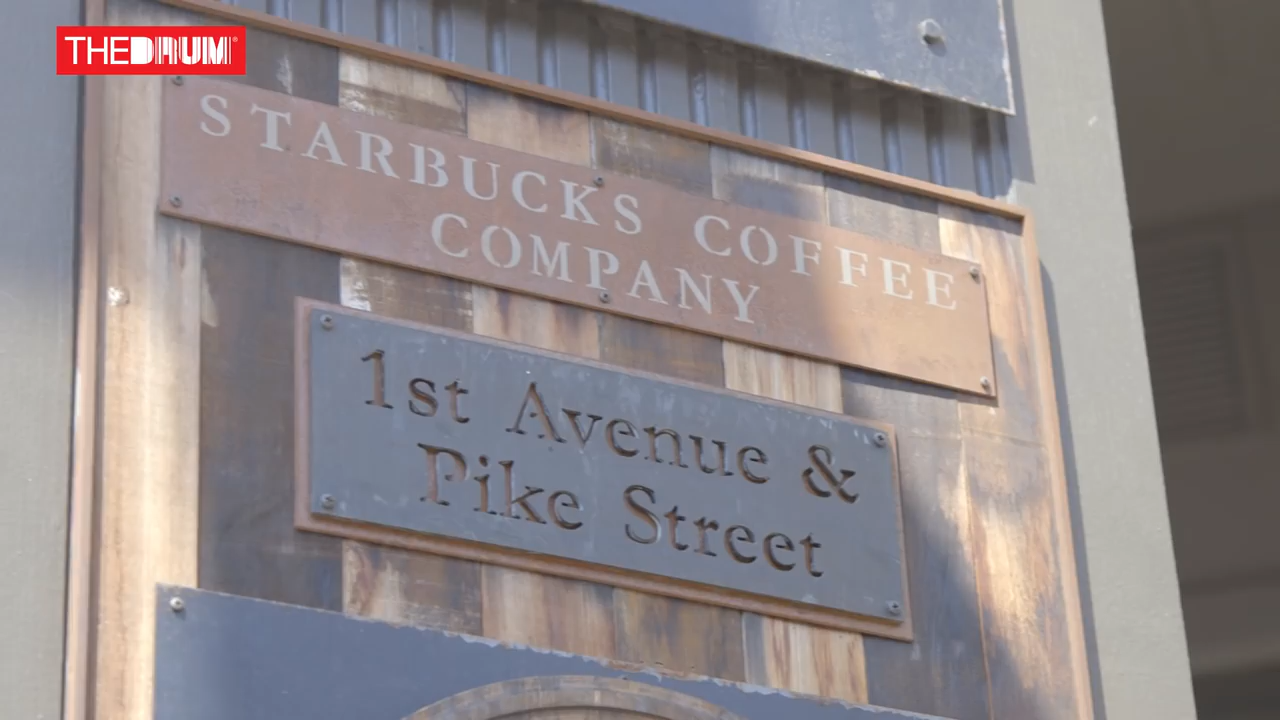 THEDRUM
STARBUCKS COFFEE
COMPANY
1st Avenue &
Pike Street